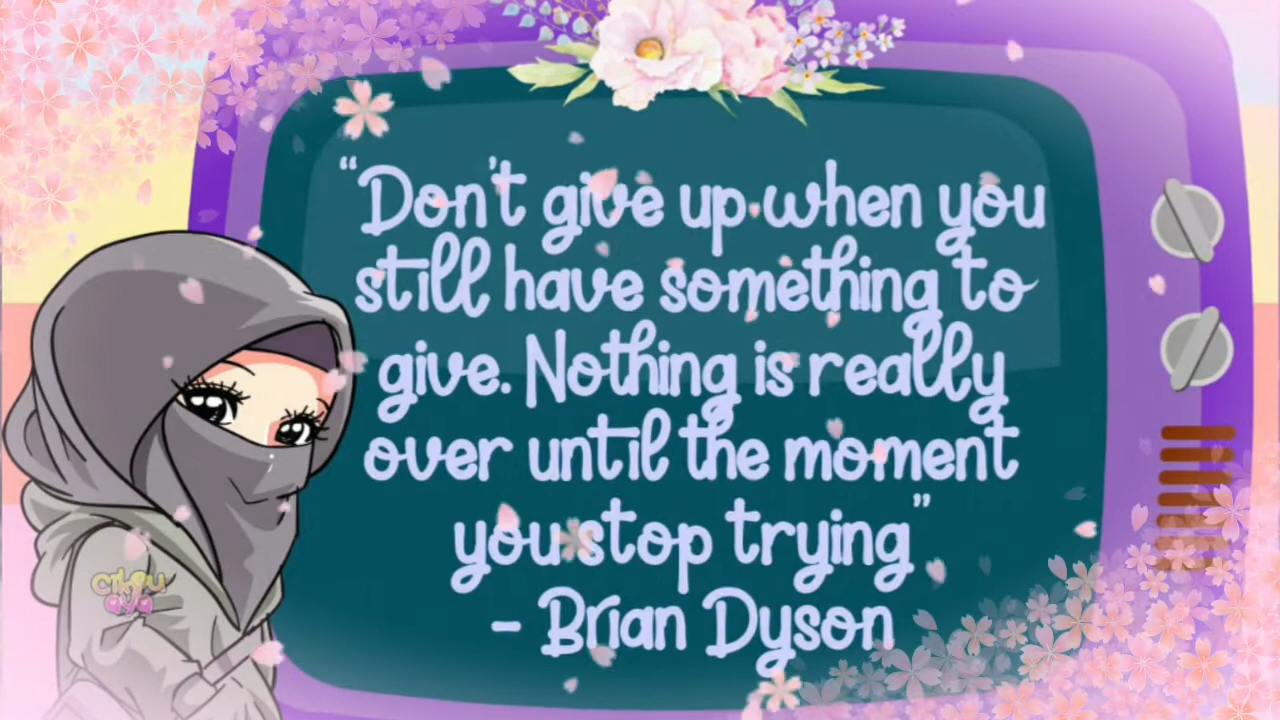 “Don't give up when you
still have something to
give. Nothing is really
over until the moment
you stop trying”
- Brian Dyson